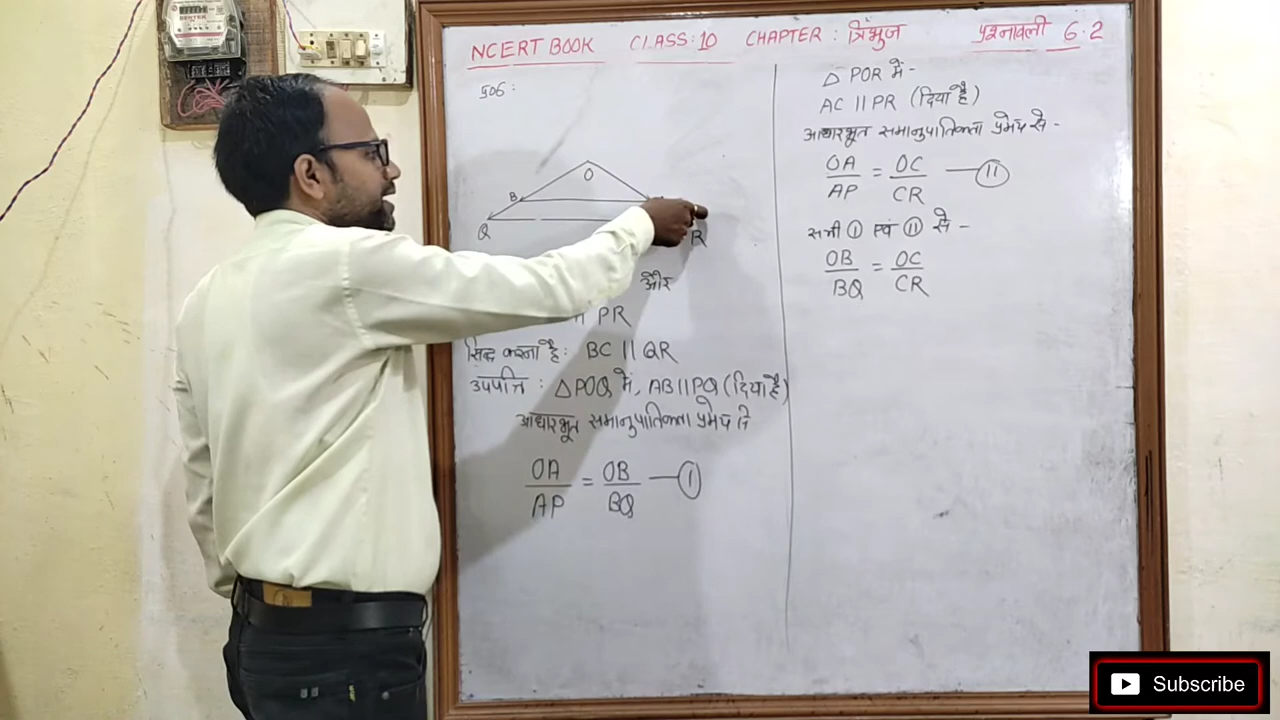 NCERT BOOK CLASS: 10 CHAPTER : त्रिभुज प्रश्नावली 6.2
प्र०6 :
O
B
Q
R
और
PR
सिद्ध करना है : BC || QR
उपपत्ति : △POQ में, AB || PQ (दिया है)
आधारभूत समानुपातिकता प्रमेय से
OA/AP = OB/BQ —(I)
△ POR में -
AC || PR (दिया है)
आधारभूत समानुपातिकता प्रमेय से -
OA/AP = OC/CR —(II)
समी (I) एवं (II) से -
OB/BQ = OC/CR
Subscribe